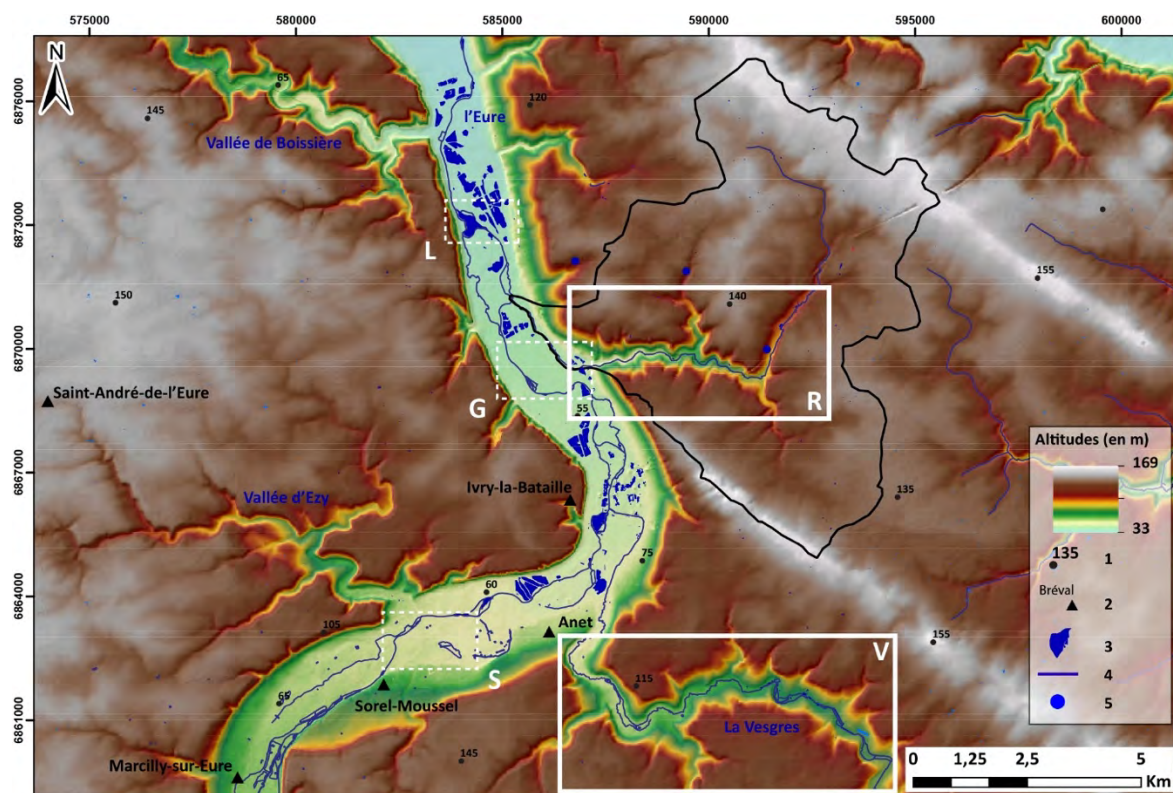 575000
580000
585000
590000
595000
600000
N
6876000
6873000
6870000
6867000
6864000
6861000
65
145
120
l'Eure
Vallée de Boissière
L
155
150
140
Saint-André-de-l'Eure
G
55
R
Ivry-la-Bataille
Vallée d'Ezy
135
75
60
105
Anet
155
S
V
115
65
Sorel-Moussel
La Vesgres
145
Marcilly-sur-Eure
Altitudes (en m)
169
33
135
1
Bréval
2
3
4
5
0
1,25
2,5
5
Km